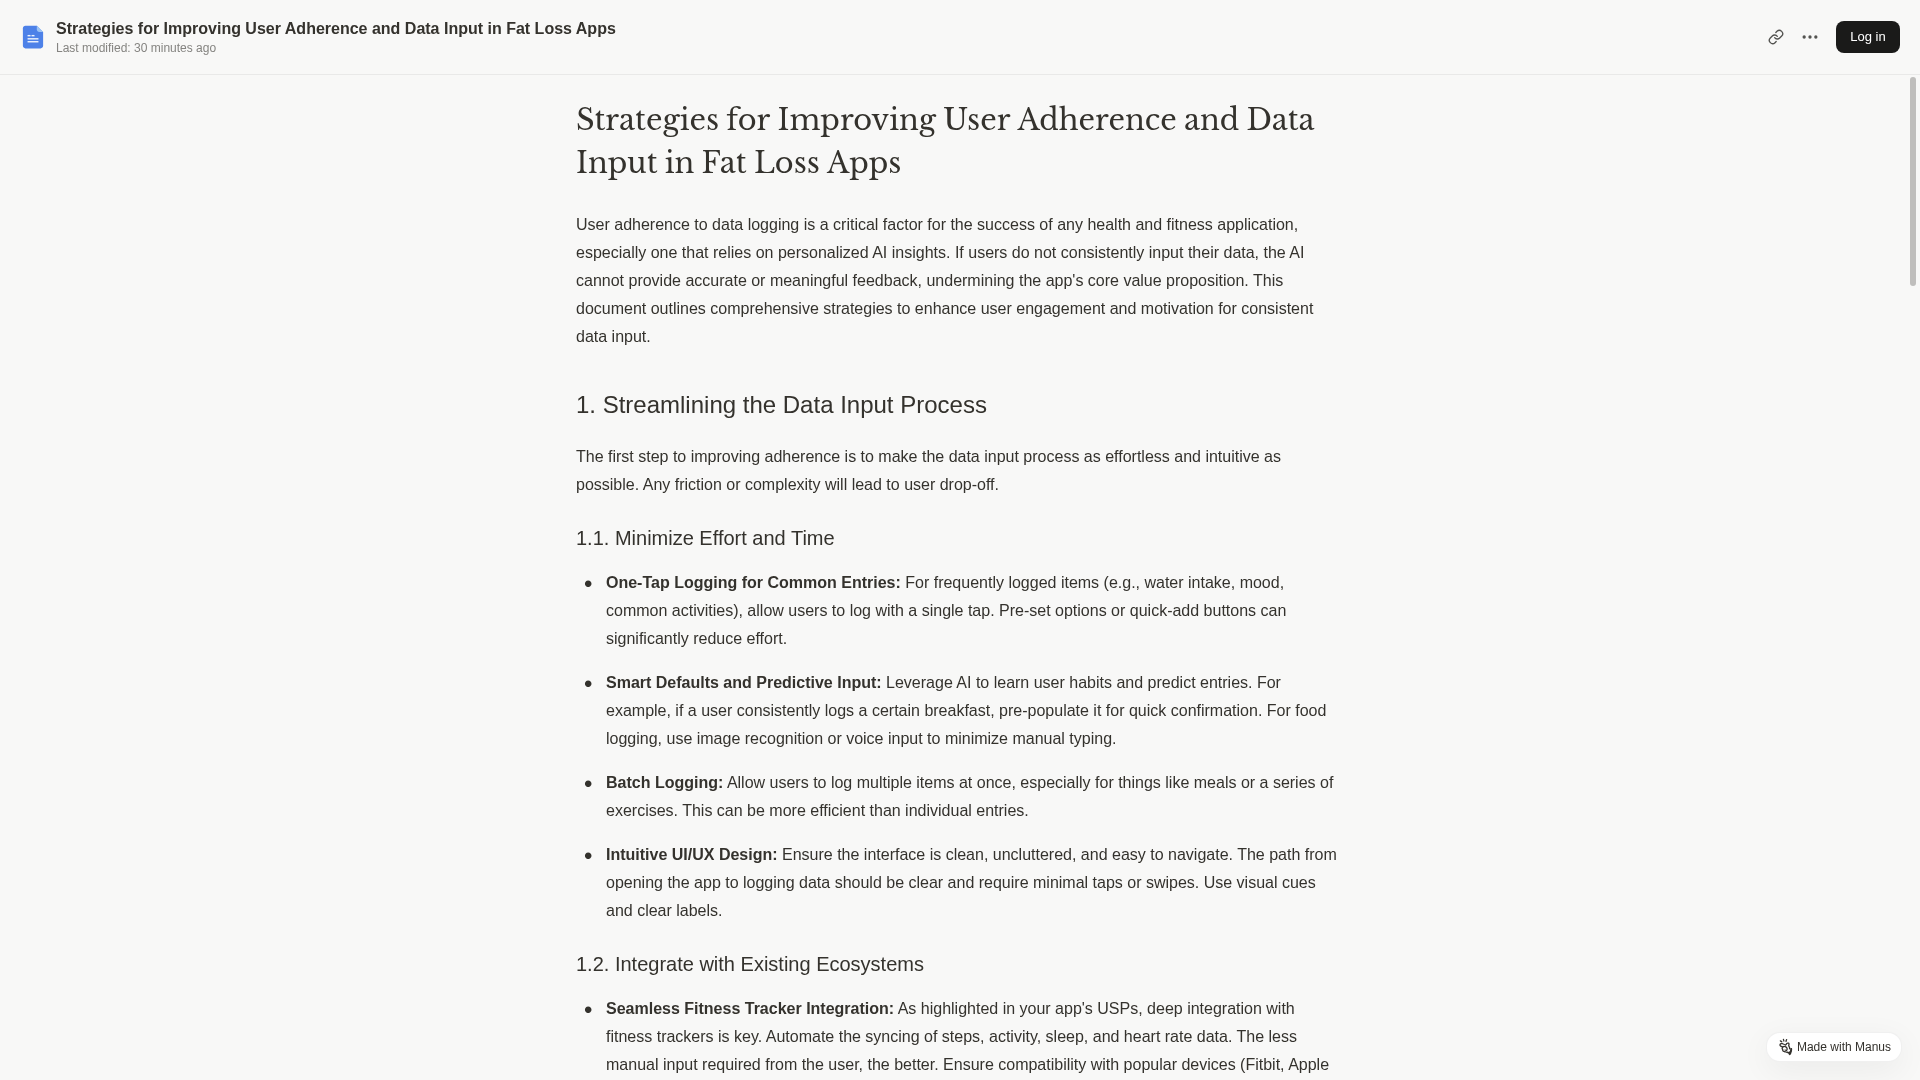 Strategies for Improving User Adherence and Data Input in Fat Loss Apps
Last modified: 30 minutes ago
Log in
Strategies for Improving User Adherence and Data
Input in Fat Loss Apps
User adherence to data logging is a critical factor for the success of any health and fitness application,
especially one that relies on personalized AI insights. If users do not consistently input their data, the AI
cannot provide accurate or meaningful feedback, undermining the app's core value proposition. This
document outlines comprehensive strategies to enhance user engagement and motivation for consistent
data input.
1. Streamlining the Data Input Process
The first step to improving adherence is to make the data input process as effortless and intuitive as
possible. Any friction or complexity will lead to user drop-off.
1.1. Minimize Effort and Time
• One-Tap Logging for Common Entries: For frequently logged items (e.g., water intake, mood,
common activities), allow users to log with a single tap. Pre-set options or quick-add buttons can
significantly reduce effort.
• Smart Defaults and Predictive Input: Leverage AI to learn user habits and predict entries. For
example, if a user consistently logs a certain breakfast, pre-populate it for quick confirmation. For food
logging, use image recognition or voice input to minimize manual typing.
• Batch Logging: Allow users to log multiple items at once, especially for things like meals or a series of
exercises. This can be more efficient than individual entries.
• Intuitive UI/UX Design: Ensure the interface is clean, uncluttered, and easy to navigate. The path from
opening the app to logging data should be clear and require minimal taps or swipes. Use visual cues
and clear labels.
1.2. Integrate with Existing Ecosystems
• Seamless Fitness Tracker Integration: As highlighted in your app's USPs, deep integration with
fitness trackers is key. Automate the syncing of steps, activity, sleep, and heart rate data. The less
manual input required from the user, the better. Ensure compatibility with popular devices (Fitbit, Apple
Made with Manus